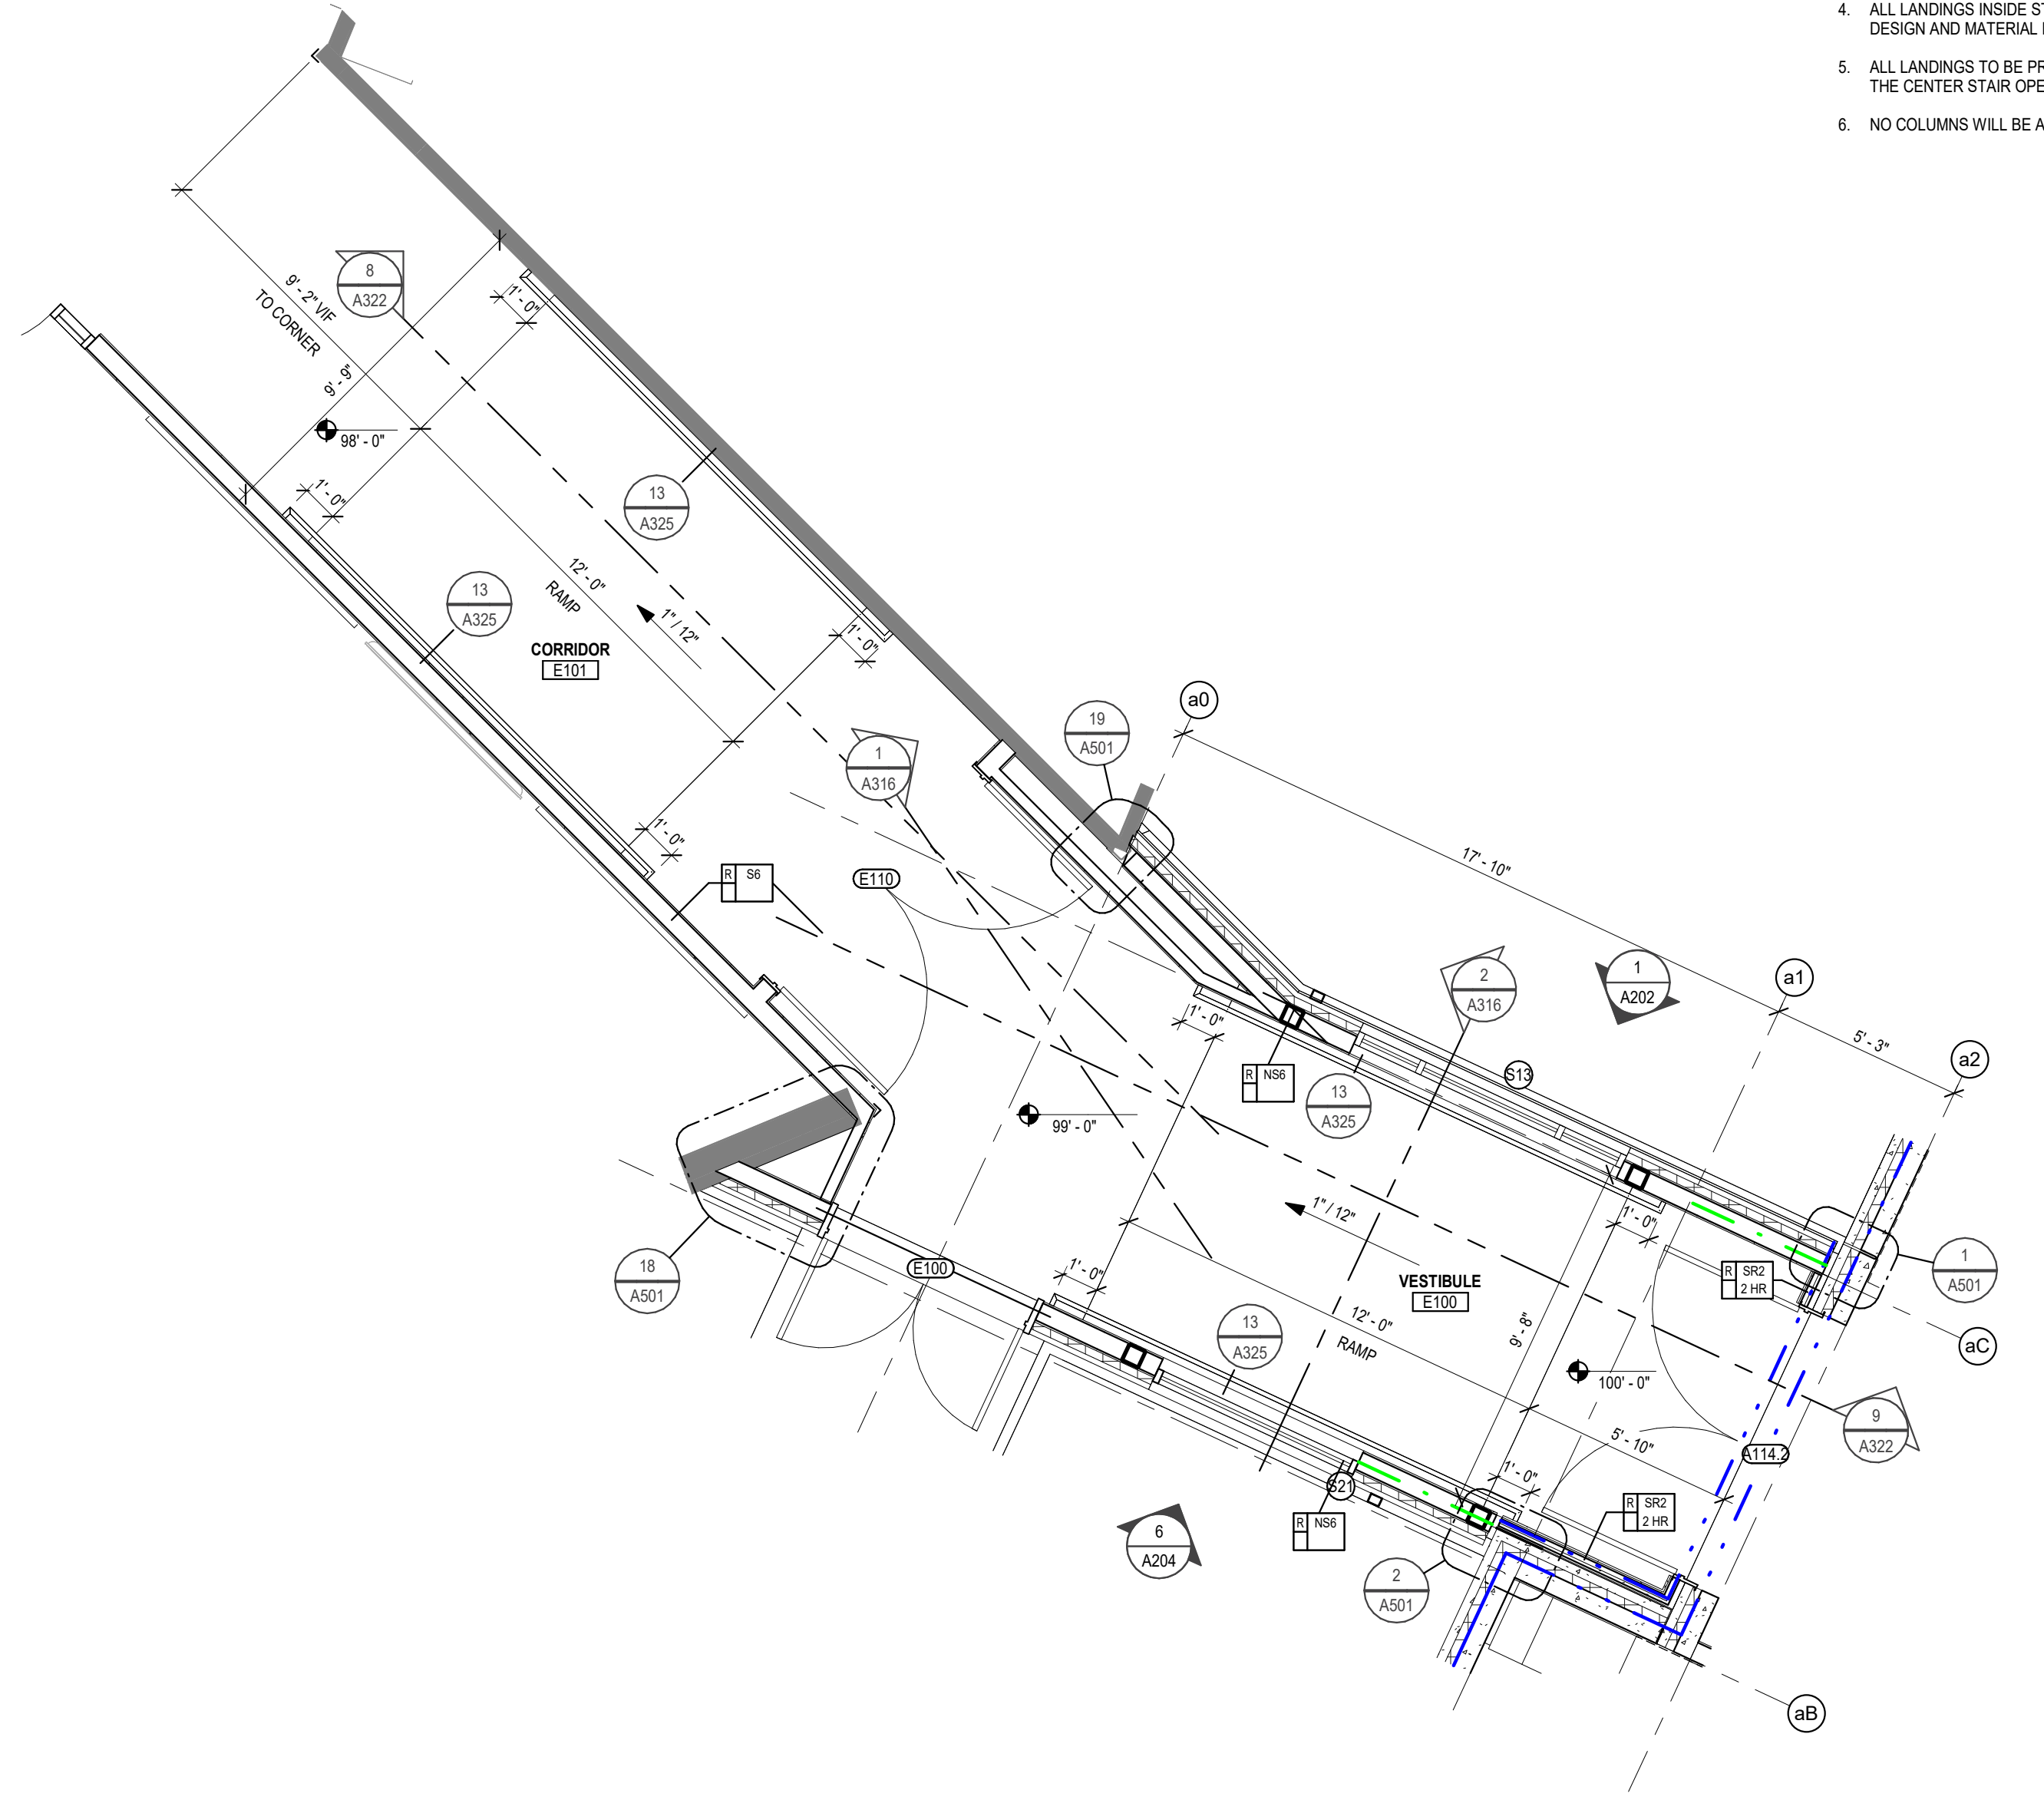 4. ALL LANDINGS INSIDE
DESIGN AND MATERIAL
5. ALL LANDINGS TO BE
THE CENTER STAIR
6. NO COLUMNS WILL BE
8
A322
9' - 2" VIF
TO CORNER
1' - 0"
9' - 9"
98' - 0"
1' - 0"
13
A325
12' - 0"
RAMP
13
A325
1" / 12"
1' - 0"
CORRIDOR
E101
a0
19
A501
1
A316
1' - 0"
R S6
E110
17' - 10"
2
A316
1
A202
a1
5' - 3"
a2
1' - 0"
R NS6
13
A325
S13
99' - 0"
1" / 12"
1' - 0"
18
A501
E100
1' - 0"
VESTIBULE
E100
R SR2
2 HR
1
A501
13
A325
12' - 0"
RAMP
9' - 8"
aC
100' - 0"
9
A322
5' - 10"
A114.2
1' - 0"
S21
R NS6
R SR2
2 HR
6
A204
2
A501
aB